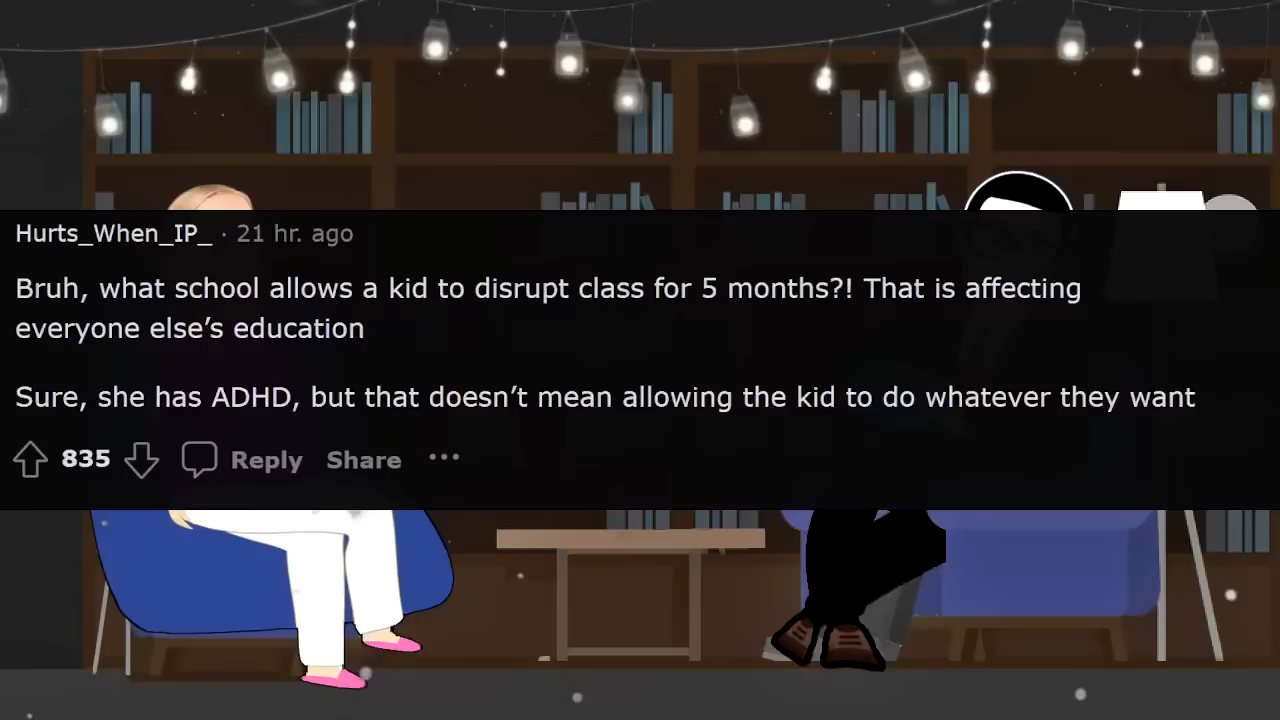 Hurts_When_IP_ · 21 hr. ago
Bruh, what school allows a kid to disrupt class for 5 months?! That is affecting
everyone else’s education
Sure, she has ADHD, but that doesn’t mean allowing the kid to do whatever they want
835 Reply Share ···